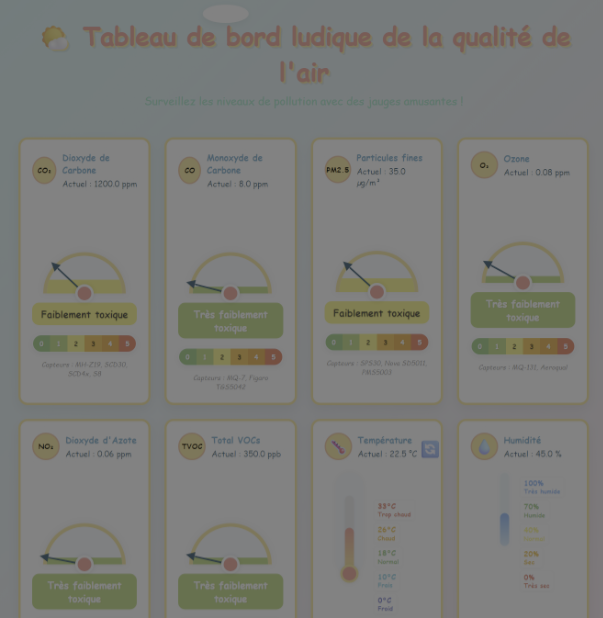 Tableau de bord ludique de la qualité de
l'air
Surveillez les niveaux de pollution avec des jauges amusantes !
CO₂
Dioxyde de
Carbone
Actuel : 1200.0 ppm
Faiblement toxique
0 1 2 3 4 5
Capteurs : MH-Z19, SCD30,
CO
Monoxyde de
Carbone
Actuel : 8.0 ppm
Très faiblement
toxique
0 1 2 3 4 5
Capteurs : MQ-7, Figaro
TGS5042
PM2.5
Particules fines
Actuel : 35.0
µg/m³
Faiblement toxique
0 1 2 3 4 5
Capteurs : SPS30, Nova SDS011,
PMS5003
O₃
Ozone
Actuel : 0.08 ppm
Très faiblement
toxique
0 1 2 3 4 5
Capteurs : MQ-131, Aeroqual
NO₂
Dioxyde d'Azote
Actuel : 0.06 ppm
Très faiblement
toxique
TVOC
Total VOCs
Actuel : 350.0 ppb
Très faiblement
toxique
Température
Actuel : 22.5 °C
35°C
Trop chaud
26°C
Chaud
18°C
Normal
10°C
Frais
0°C
Froid
Humidité
Actuel : 45.0 %
100%
Très humide
70%
Humide
20%
Sec
0%
Très sec